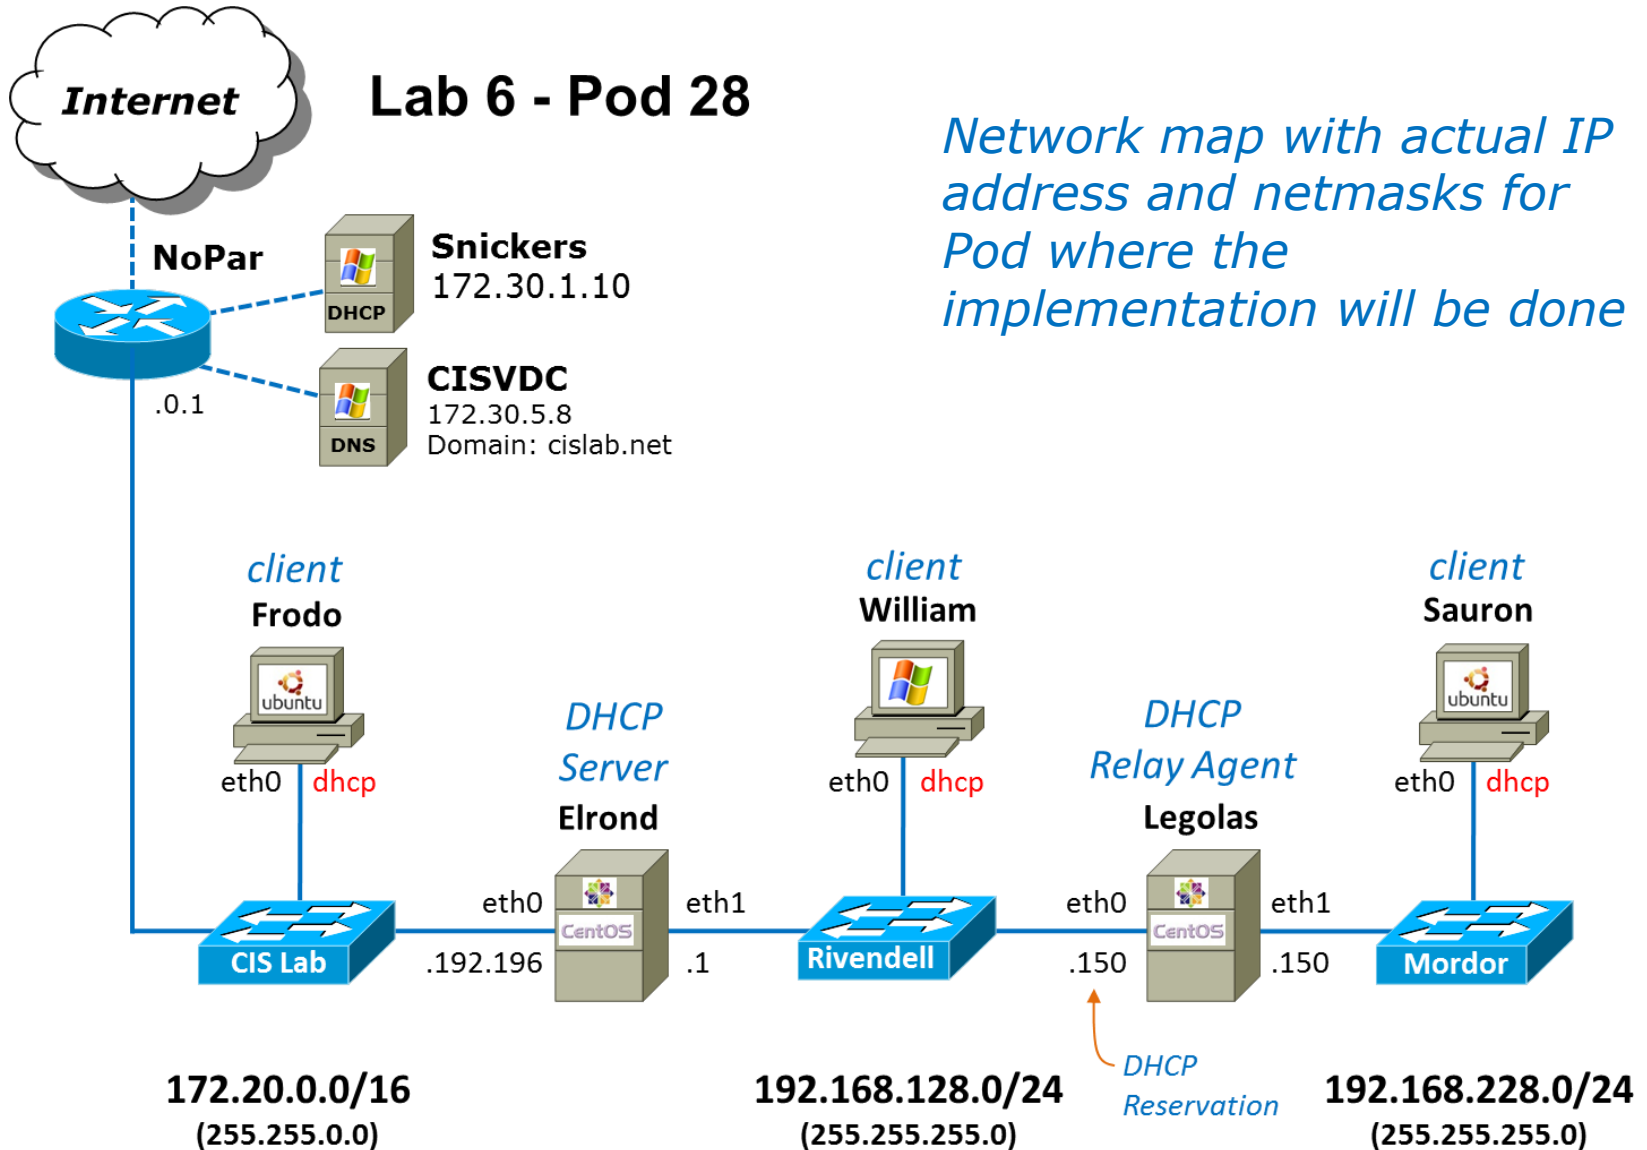 Internet
Lab 6 - Pod 28
Network map with actual IP
address and netmasks for
Pod where the
implementation will be done
NoPar
.0.1
Snickers
172.30.1.10
DHCP
CISVDC
172.30.5.8
Domain: cislab.net
DNS
client
Frodo
ubuntu
eth0 dhcp
DHCP
Server
Elrond
CentOS
eth0
.192.196
eth1
.1
client
William
eth0 dhcp
DHCP
Relay Agent
Legolas
CentOS
eth0
.150
eth1
.150
client
Sauron
ubuntu
eth0 dhcp
CIS Lab
Rivendell
Mordor
DHCP
Reservation
172.20.0.0/16
(255.255.0.0)
192.168.128.0/24
(255.255.255.0)
192.168.228.0/24
(255.255.255.0)